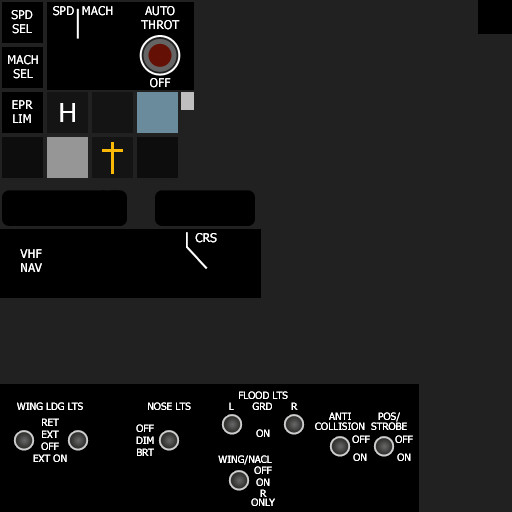 SPD
SEL
SPD MACH
AUTO
THROT
OFF
MACH
SEL
EPR
LIM
H
VHF
NAV
CRS
WING LDG LTS
RET
EXT
OFF
EXT ON
NOSE LTS
OFF
DIM
BRT
FLOOD LTS
L GRD R
ON
WING/NACL
OFF
ON
R
ONLY
ANTI
COLLISION
OFF
ON
POS/
STROBE
OFF
ON